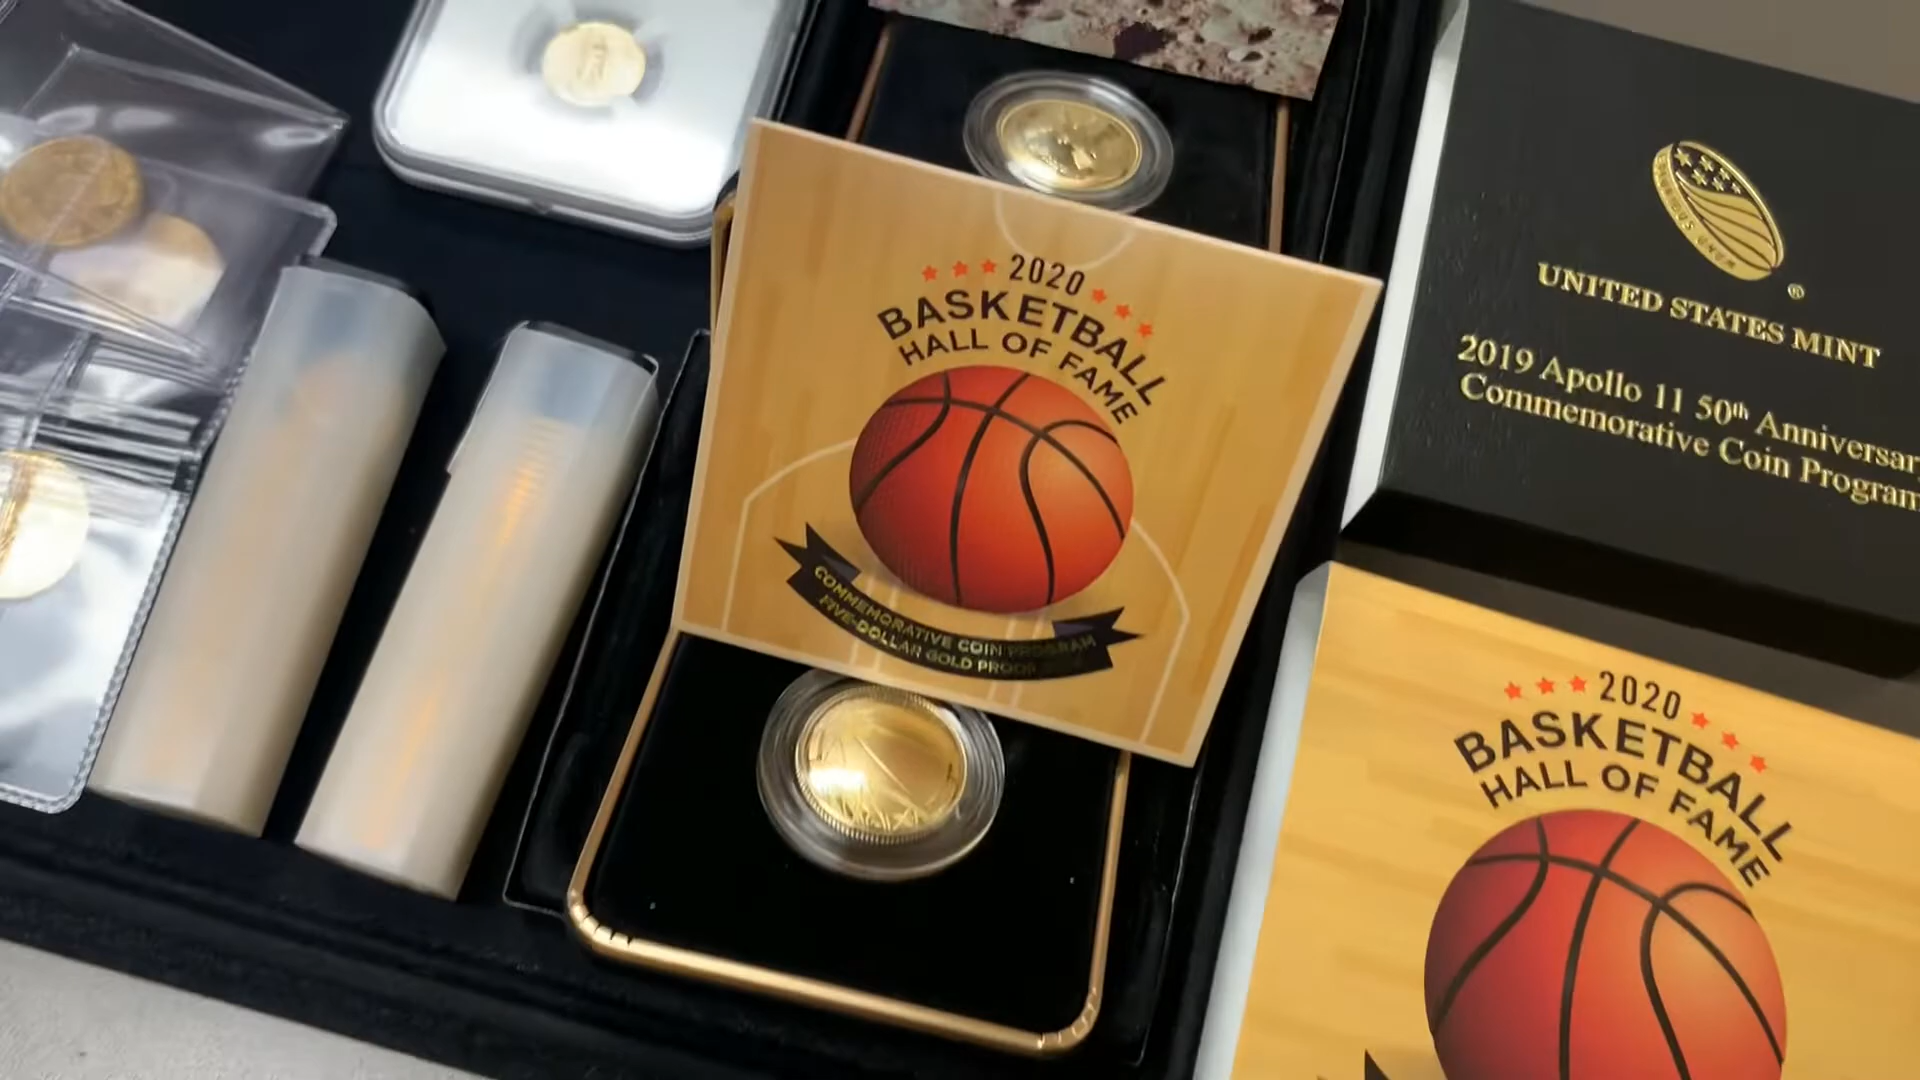 2020
BASKETBALL
HALL OF FAME
COMMEMORATIVE COIN PROGRAM
FIVE-DOLLAR GOLD PROOF
®
UNITED STATES MINT
2019 Apollo 11 50th Anniversary
Commemorative Coin Program
2020
BASKETBALL
HALL OF FAME